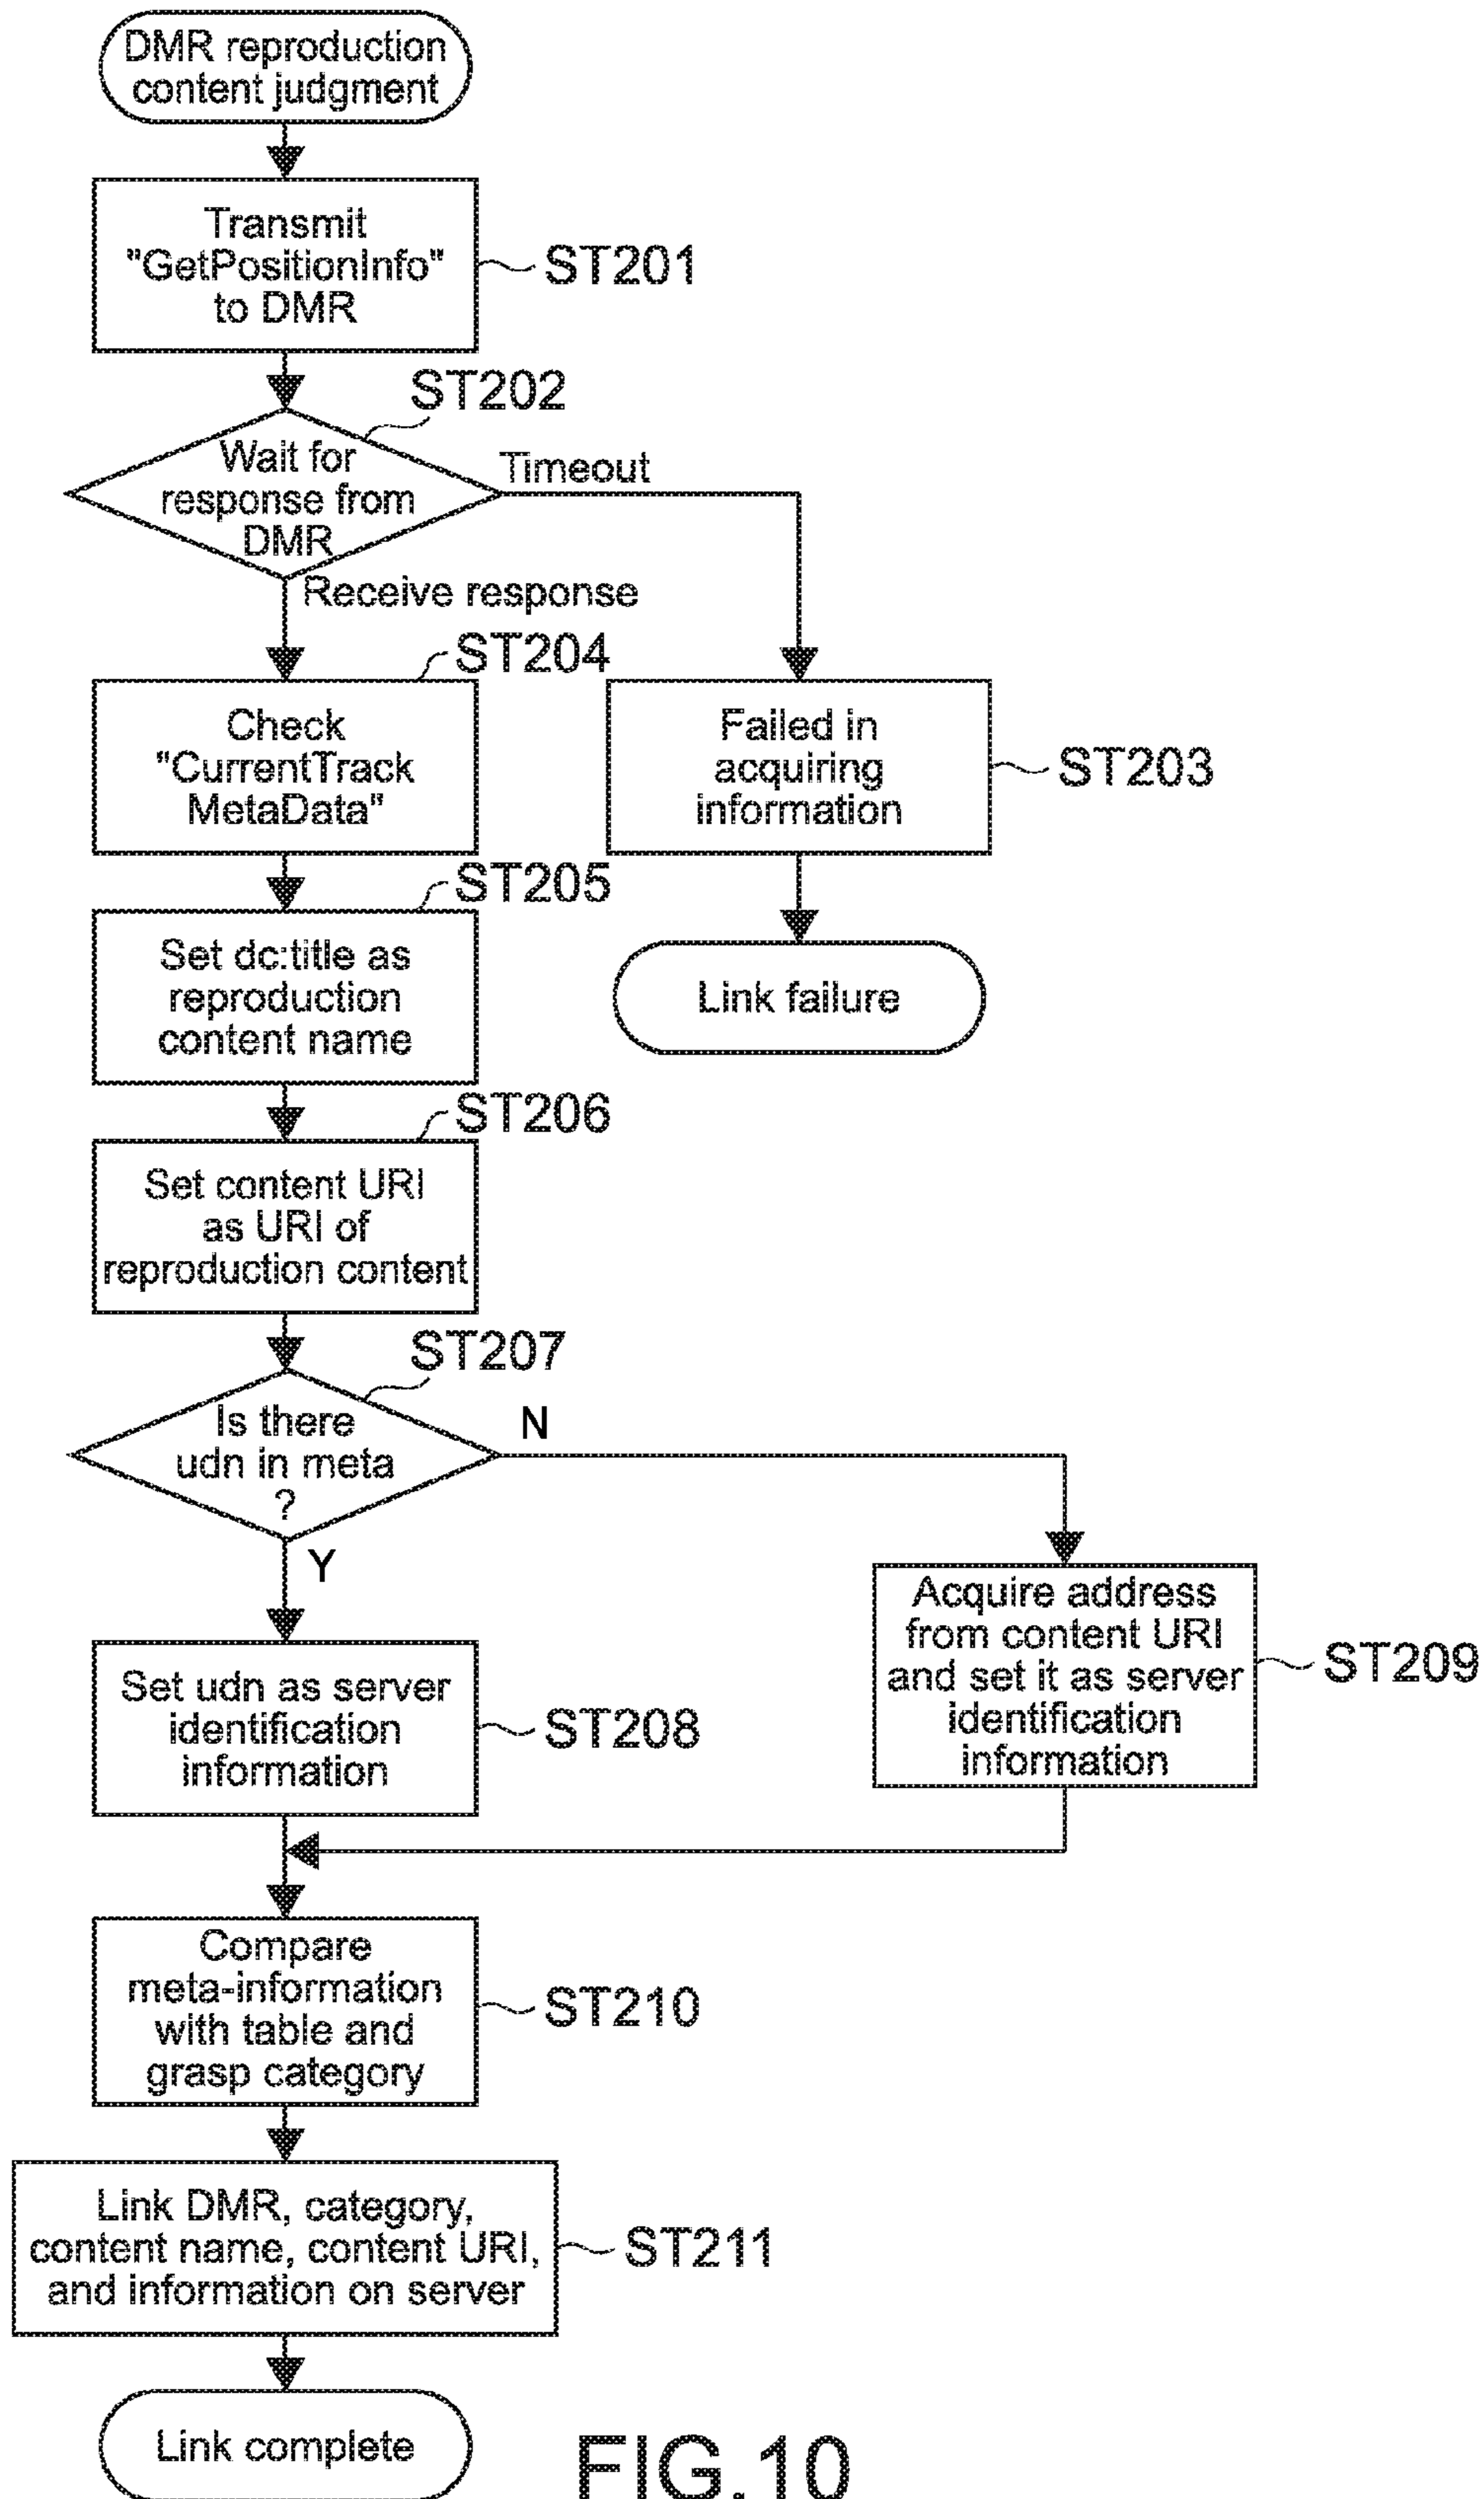 DMR reproduction
content judgment
Transmit
"GetPositionInfo"
to DMR
ST201
ST202
Wait for
response from
DMR
Timeout
Receive response
ST204
Check
"CurrentTrack
MetaData"
Failed in
acquiring
information
ST203
ST205
Set dc:title as
reproduction
content name
Link failure
ST206
Set content URI
as URI of
reproduction content
ST207
Is there
udn in meta
?
N
Y
Set udn as server
identification
information
ST208
Acquire address
from content URI
and set it as server
identification
information
ST209
Compare
meta-information
with table and
grasp category
ST210
Link DMR, category,
content name, content URI,
and information on server
ST211
Link complete
FIG.10